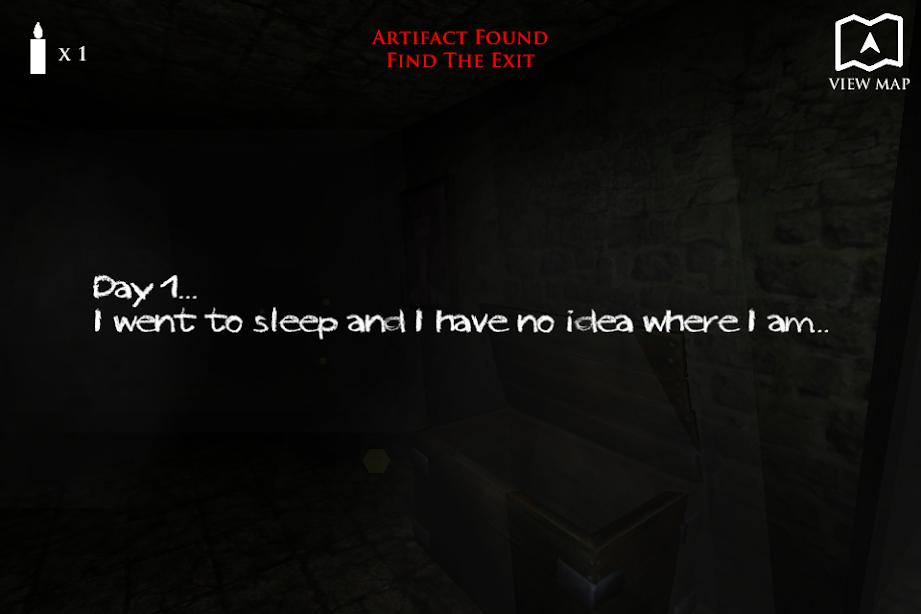 x 1
Artifact Found
Find The Exit
View Map
Day 1...
I went to sleep and I have no idea where I am..